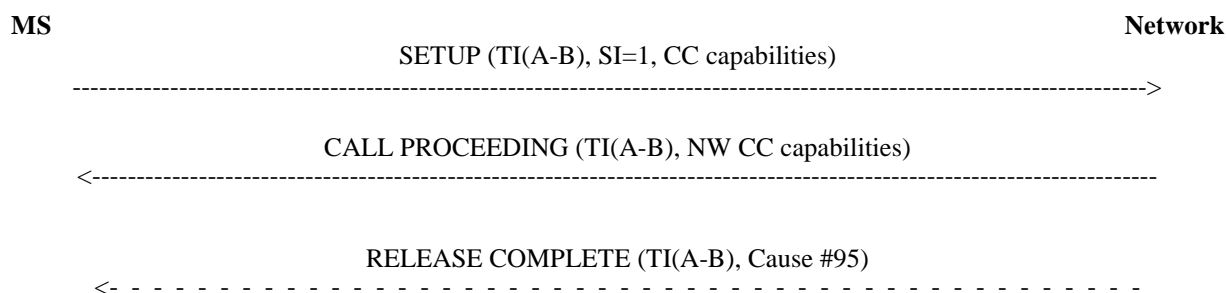 MS Network
SETUP (TI(A-B), SI=1, CC capabilities)
CALL PROCEEDING (TI(A-B), NW CC capabilities)
RELEASE COMPLETE (TI(A-B), Cause #95)